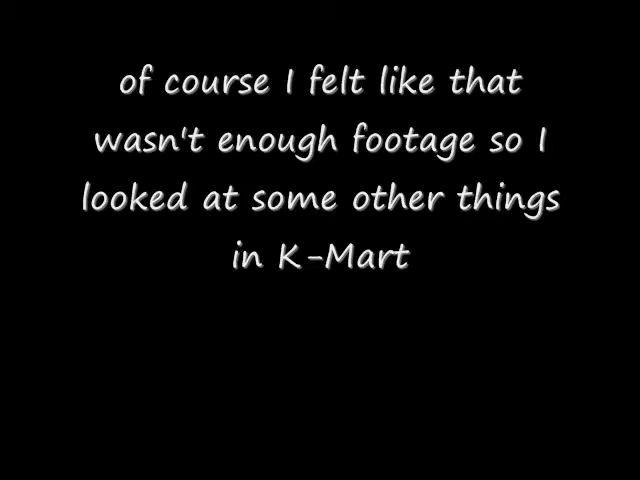 of course I felt like that
wasn't enough footage so I
looked at some other things
in K-Mart